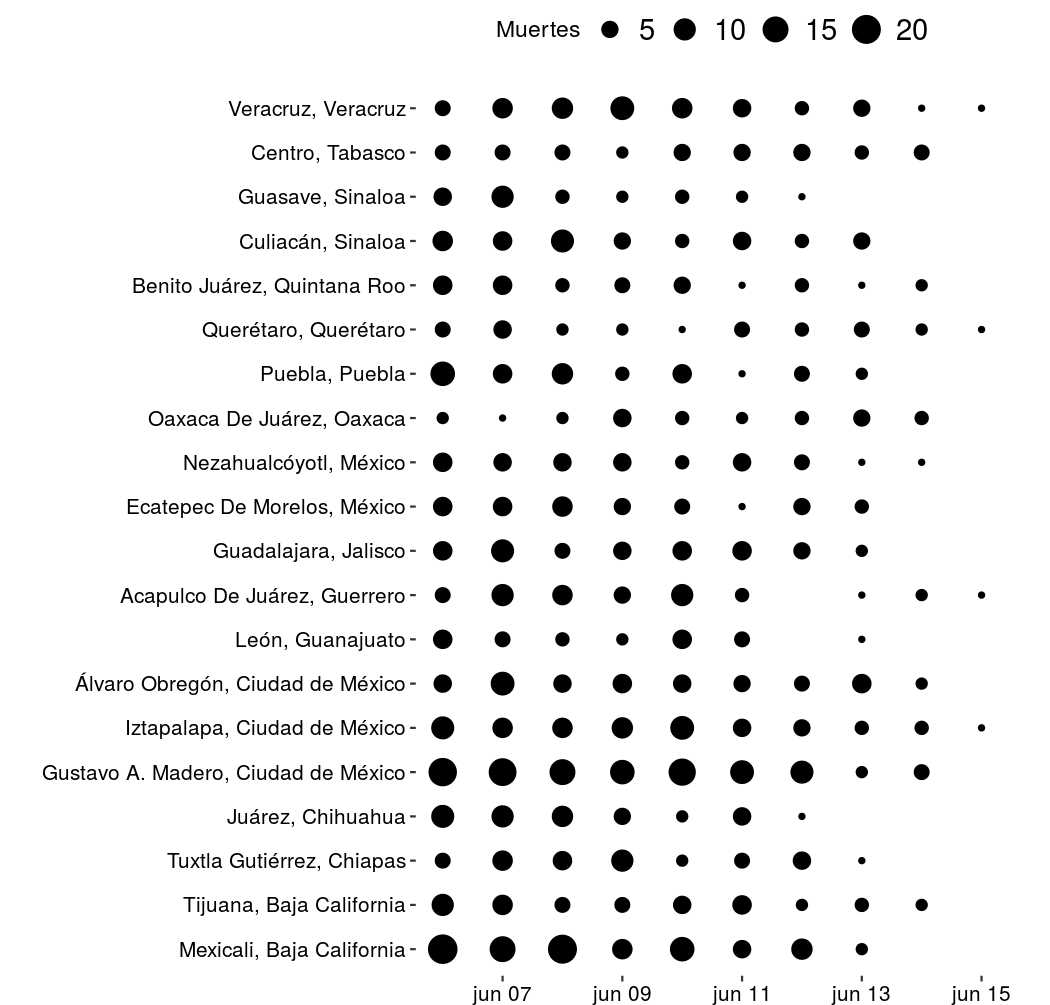 Muertes 5 10 15 20
Veracruz, Veracruz
Centro, Tabasco
Guasave, Sinaloa
Culiacán, Sinaloa
Benito Juárez, Quintana Roo
Querétaro, Querétaro
Puebla, Puebla
Oaxaca De Juárez, Oaxaca
Nezahualcóyotl, México
Ecatepec De Morelos, México
Guadalajara, Jalisco
Acapulco De Juárez, Guerrero
León, Guanajuato
Álvaro Obregón, Ciudad de México
Iztapalapa, Ciudad de México
Gustavo A. Madero, Ciudad de México
Juárez, Chihuahua
Tuxtla Gutiérrez, Chiapas
Tijuana, Baja California
Mexicali, Baja California
jun 07 jun 09 jun 11 jun 13 jun 15